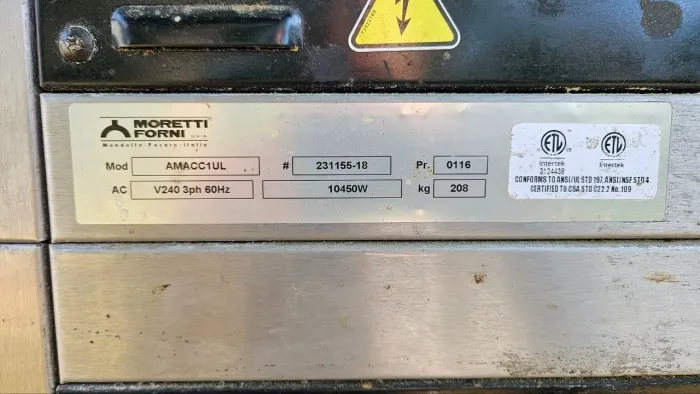 MORETTI
FORNI S.P.A.
Mondolfo-Pesaro-Italia
Mod AMACC1UL # 231155-18 Pr. 0116
AC V240 3ph 60Hz 10450W kg 208
ETL ETL
Intertek Intertek
3124438
CONFORMS TO ANSI/UL STD 197, ANSI/NSF STD 4
CERTIFIED TO CSA STD C22.2 No. 109